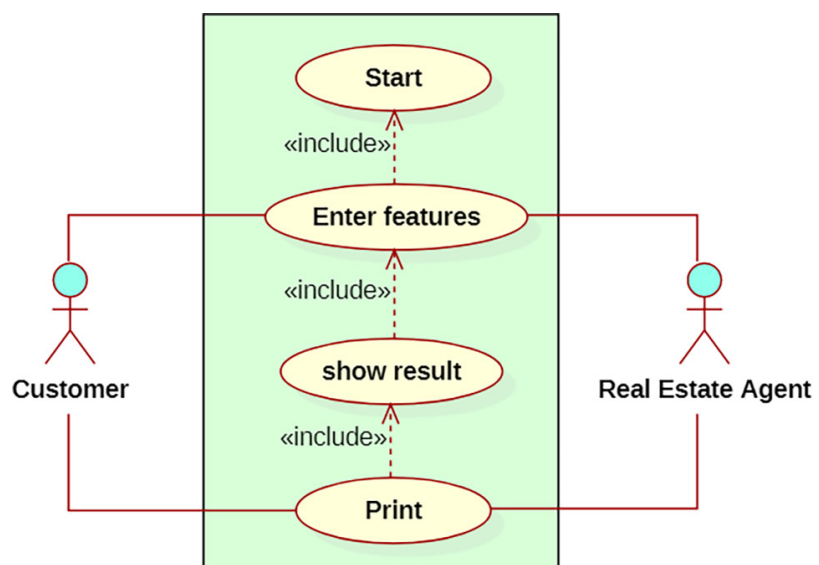 Start
«include»
Enter features
«include»
show result
Customer
Real Estate Agent
«include»
Print